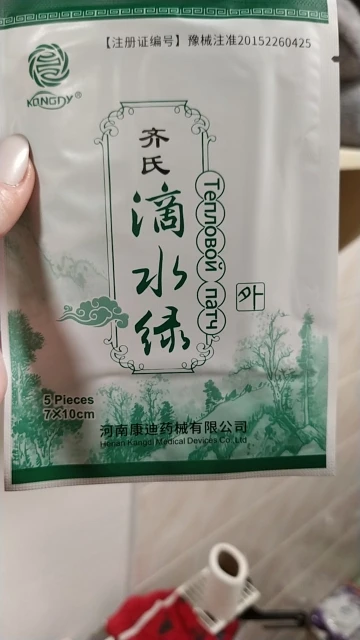 【注册证编号】豫械注准20152260425
KANGDY®
齐氏
滴水绿
Тепловой патч
外
5 Pieces
7×10cm
河南康迪药械有限公司
Henan Kangdi Medical Devices Co.,Ltd